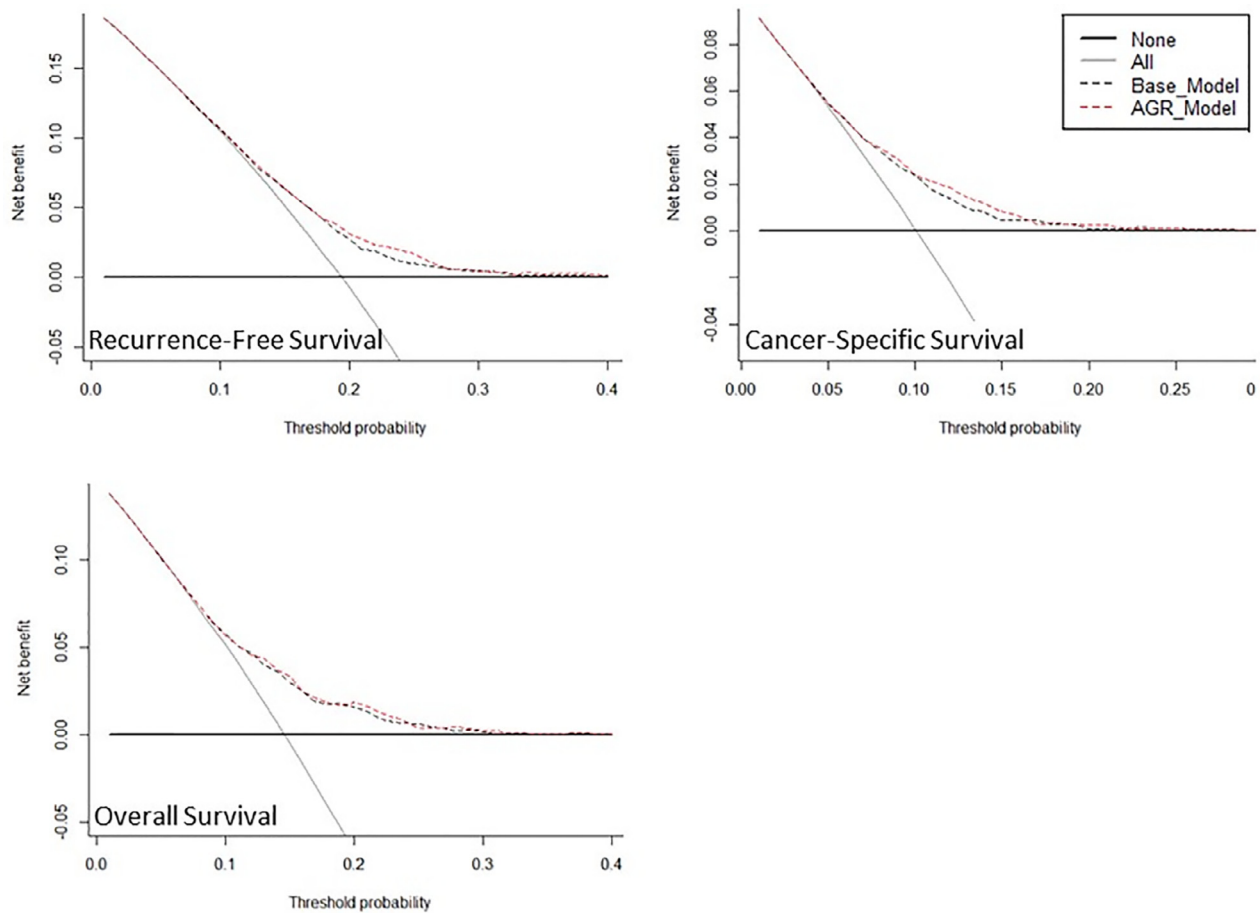 Net benefit
0.15
0.10
0.05
0.00
-0.05
Recurrence-Free Survival
0.0 0.1 0.2 0.3 0.4
Threshold probability
Net benefit
0.08
0.06
0.04
0.02
0.00
-0.04
None
All
Base_Model
AGR_Model
Cancer-Specific Survival
0.00 0.05 0.10 0.15 0.20 0.25 0
Threshold probability
Net benefit
0.10
0.05
0.00
-0.05
Overall Survival
0.0 0.1 0.2 0.3 0.4
Threshold probability